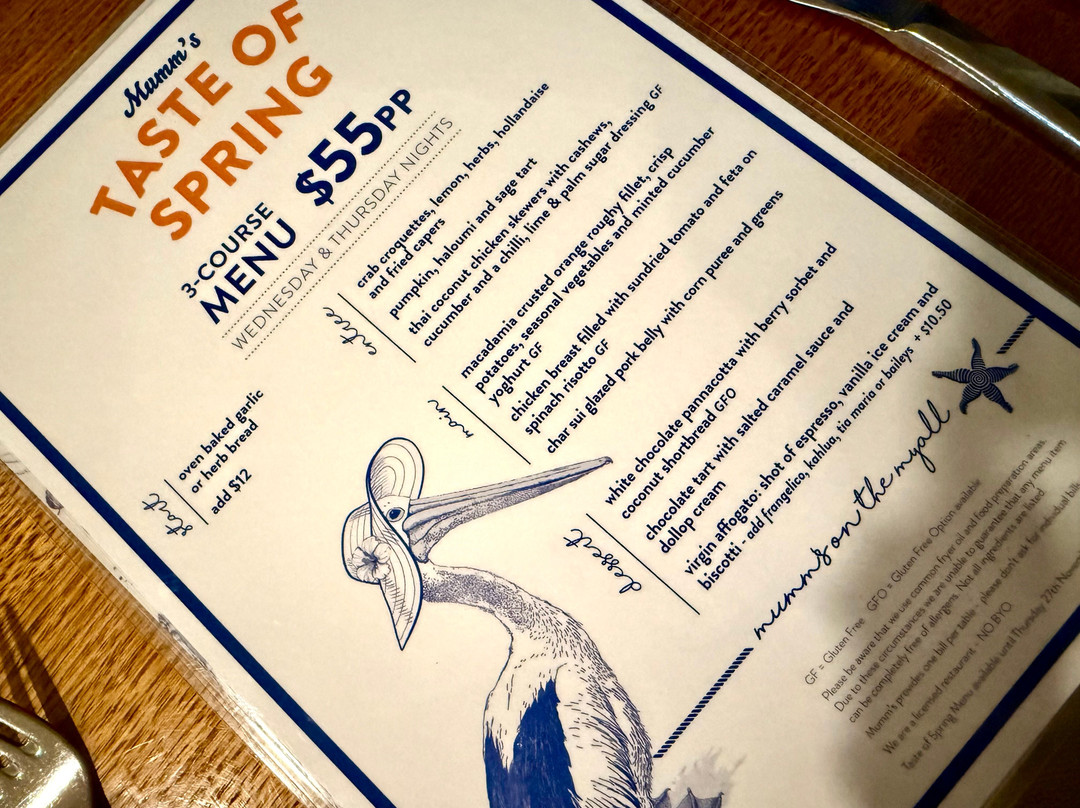 Mumm's
TASTE OF
SPRING
3-COURSE
MENU
$55PP
WEDNESDAY & THURSDAY NIGHTS
start
oven baked garlic
or herb bread
add $12
entrée
crab croquettes, lemon, herbs, hollandaise
and fried capers
pumpkin, haloumi and sage tart
thai coconut chicken skewers with cashews,
cucumber and a chilli, lime & palm sugar dressing GF
main
macadamia crusted orange roughy fillet, crisp
potatoes, seasonal vegetables and minted cucumber
yoghurt GF
chicken breast filled with sundried tomato and feta on
spinach risotto GF
char sui glazed pork belly with corn puree and greens
dessert
white chocolate pannacotta with berry sorbet and
coconut shortbread GFO
chocolate tart with salted caramel sauce and
dollop cream
virgin affogato: shot of espresso, vanilla ice cream and
biscotti - add frangelico, kahlua, tia maria or baileys + $10.50
mumm's on the myall
GF = Gluten Free GFO = Gluten Free Option available
Please be aware that we use common fryer oil and food preparation areas.
Due to these circumstances we are unable to guarantee that any menu item
can be completely free of allergens. Not all ingredients are listed
Mumm's provides one bill per table - please don't ask for individual bills
We are a licensed restaurant - NO BYO
Taste of Spring Menu available until Thursday 27th